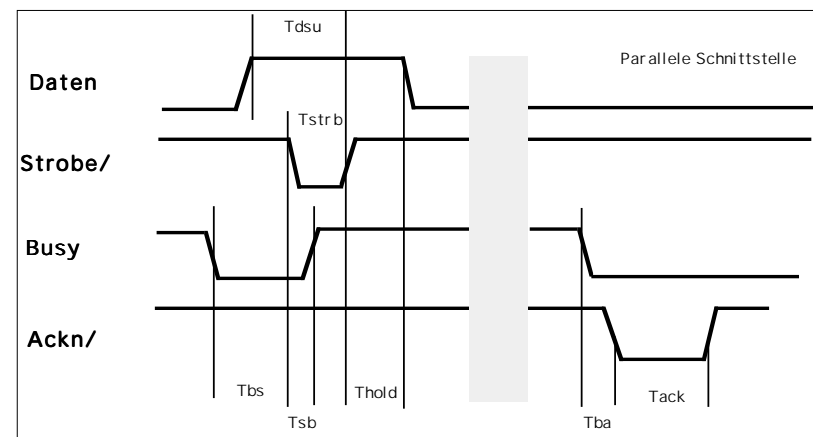 Tdsu
Parallele Schnittstelle
Daten
Tstrb
Strobe/
Busy
Ackn/
Tbs
Thold
Tack
Tsb
Tba